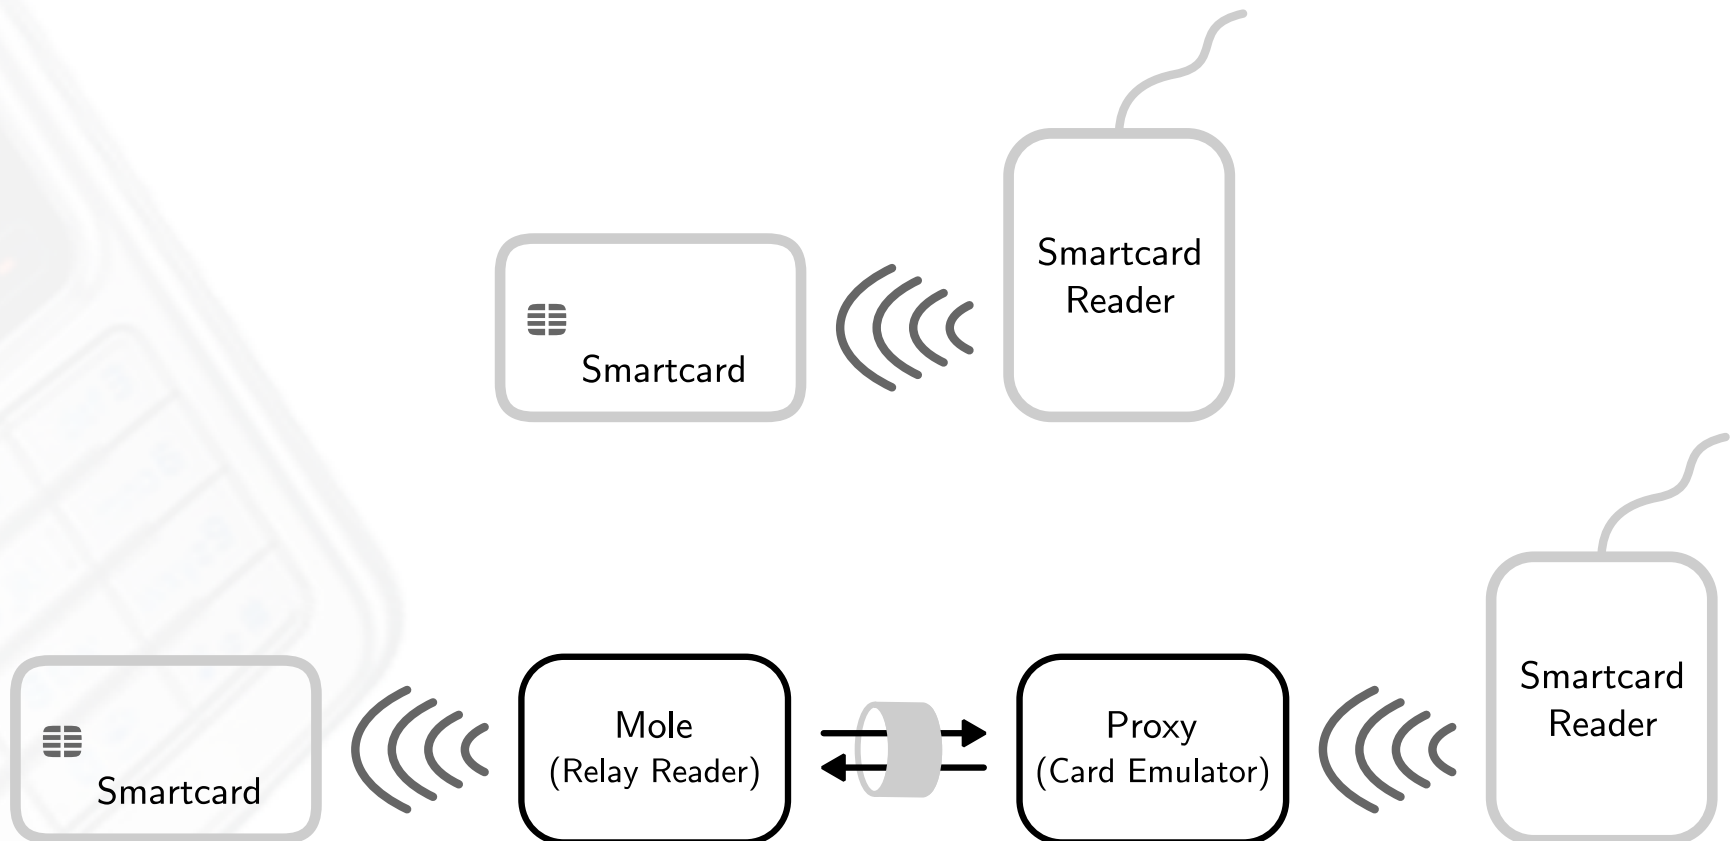 Smartcard
Reader
Smartcard
Smartcard
Reader
Mole
(Relay Reader)
Proxy
(Card Emulator)
Smartcard